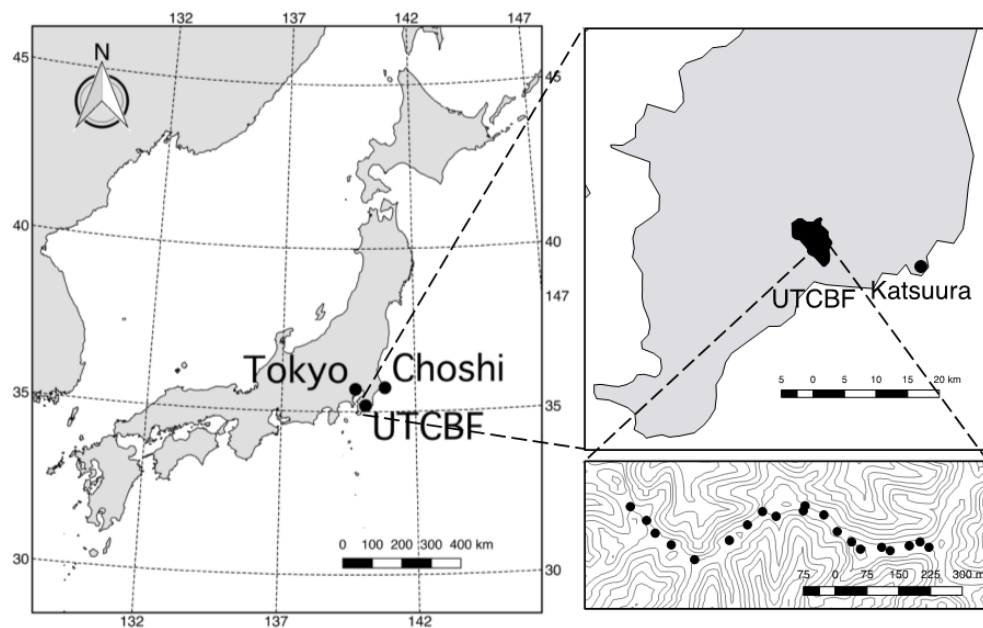 132 142 147
45 45
N
40 40
147
Tokyo Choshi
35 35
UTCBF
0 100 200 300 400 km
30 30
132 137 142
UTCBF Katsuura
5 0 5 10 15 20 km
75 0 75 150 225 300 m
137